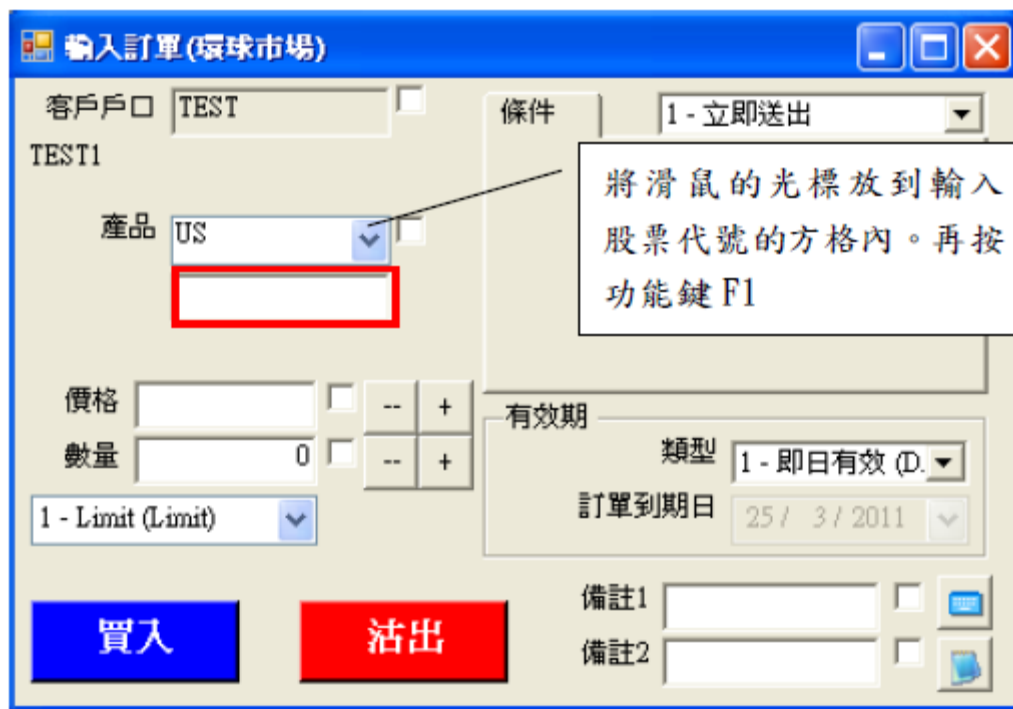 輸入訂單(環球市場)
客戶戶口 TEST
TEST1
條件 1 - 立即送出
將滑鼠的光標放到輸入
股票代號的方格內。再按
功能鍵 F1
產品 US
價格 -- +
數量 0 -- +
1 - Limit (Limit)
有效期
類型 1 - 即日有效 (D.
訂單到期日 25 / 3 / 2011
買入 沽出
備註1
備註2